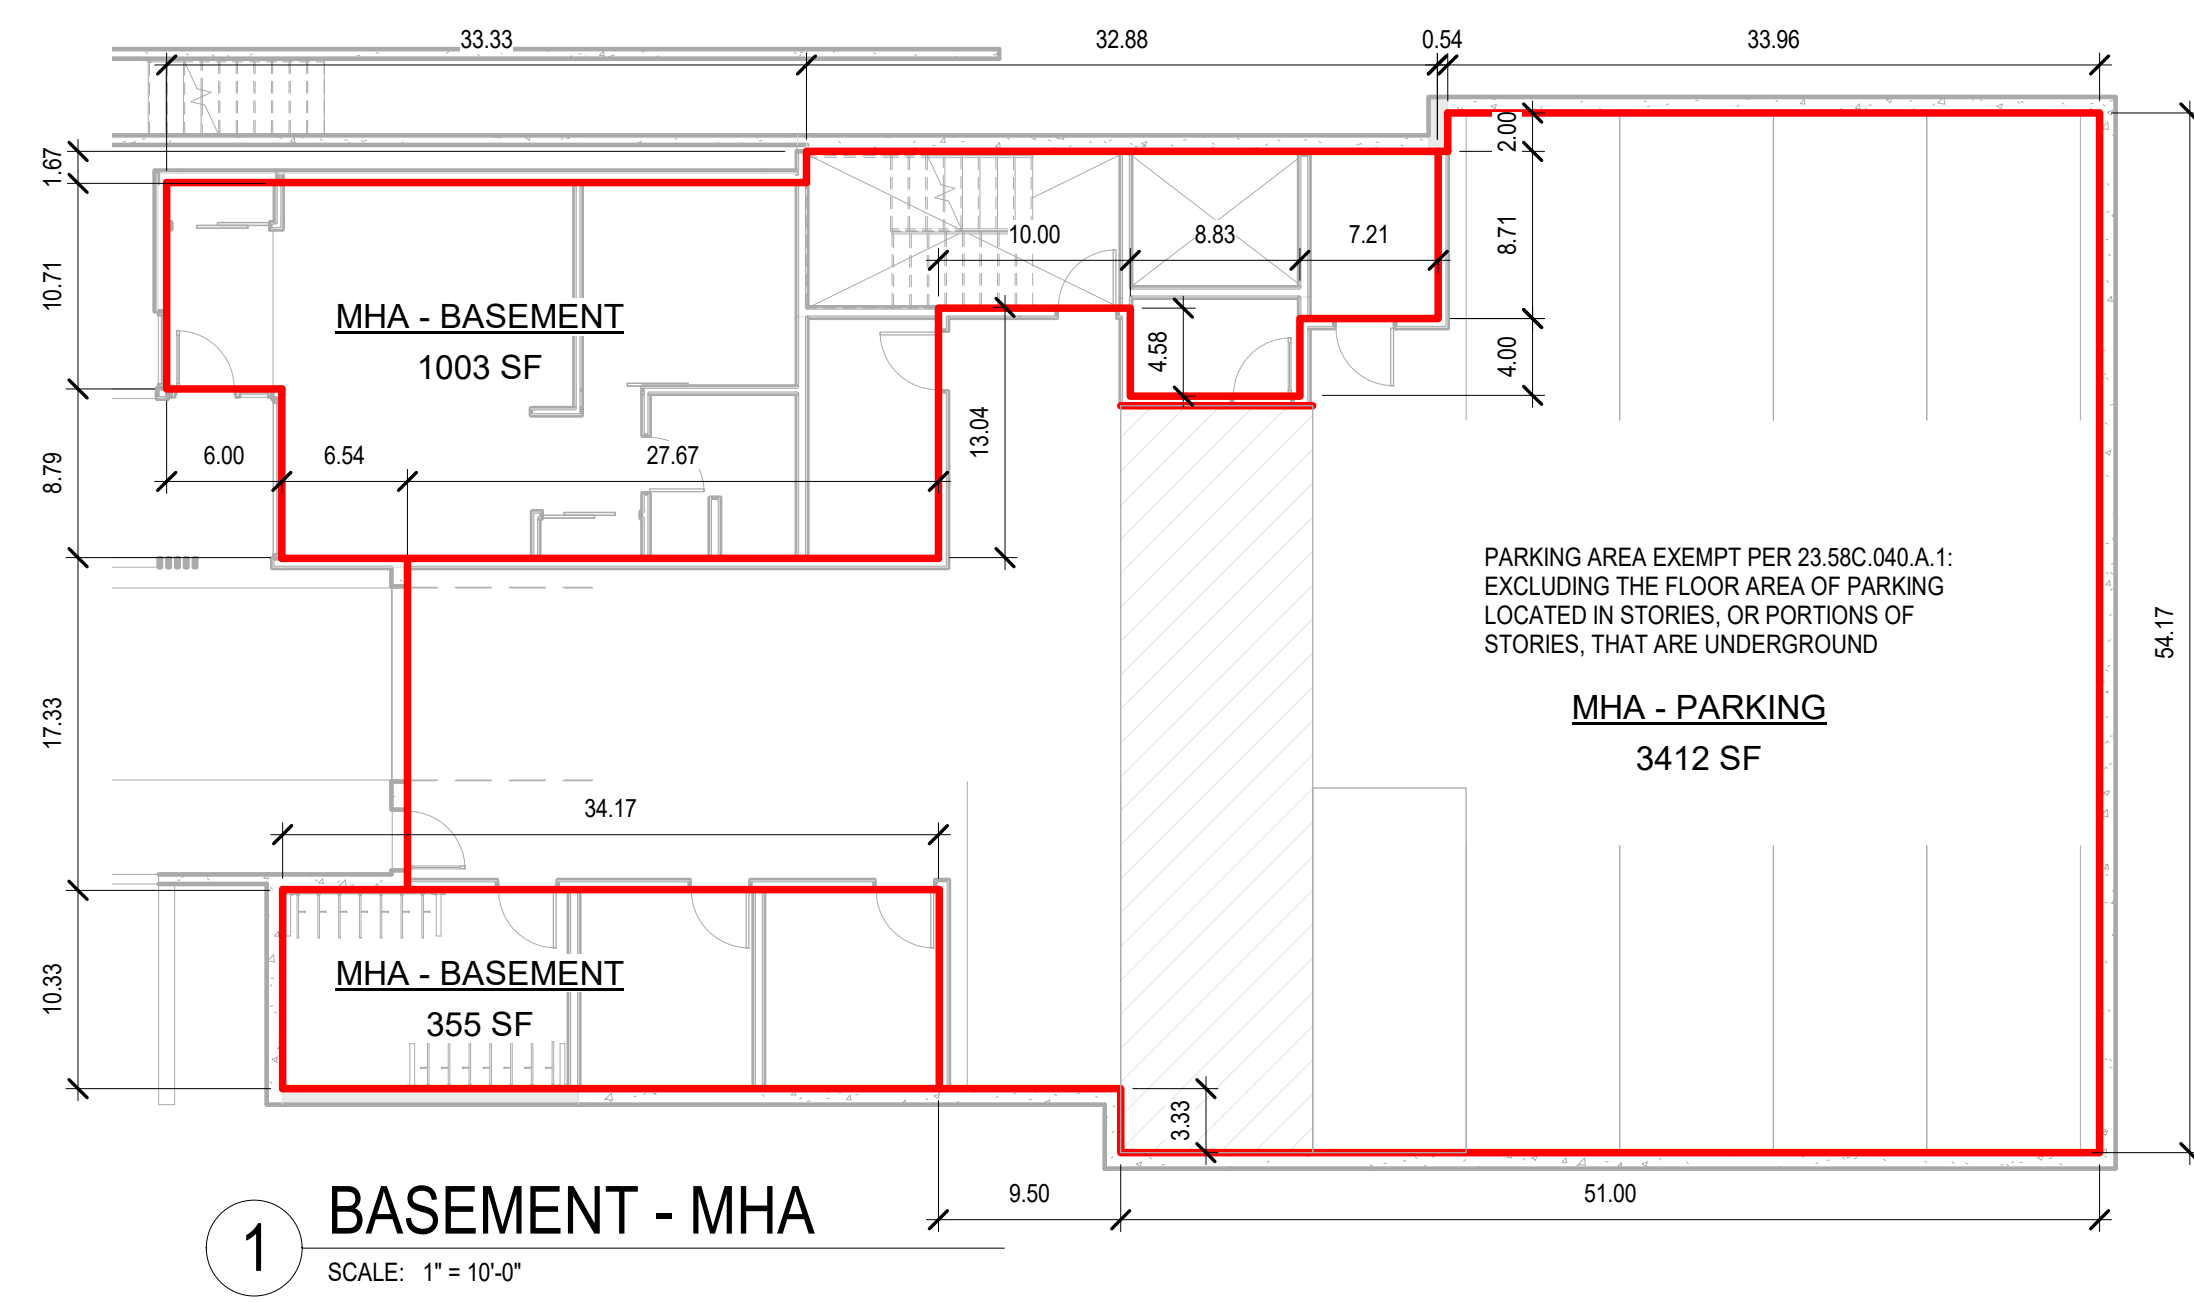 33.33
32.88
0.54
33.96
1.67
2.00
10.71
8.71
10.00
8.83
7.21
MHA - BASEMENT
1003 SF
4.58
4.00
13.04
6.00
6.54
27.67
8.79
PARKING AREA EXEMPT PER 23.58C.040.A.1:
EXCLUDING THE FLOOR AREA OF PARKING
LOCATED IN STORIES, OR PORTIONS OF
STORIES, THAT ARE UNDERGROUND
54.17
MHA - PARKING
3412 SF
17.33
34.17
MHA - BASEMENT
355 SF
10.33
3.33
9.50
51.00
1
BASEMENT - MHA
SCALE: 1" = 10'-0"